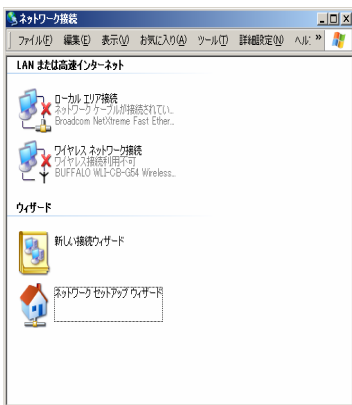 ネットワーク接続
ファイル(F) 編集(E) 表示(V) お気に入り(A) ツール(T) 詳細設定(N) ヘル: »
LAN または高速インターネット
ローカル エリア接続
ネットワーク ケーブルが接続されてい...
Broadcom NetXtreme Fast Ether...
ワイヤレス ネットワーク接続
ワイヤレス接続利用不可
BUFFALO WLI-CB-G54 Wireless...
ウィザード
新しい接続ウィザード
ネットワーク セットアップ ウィザード